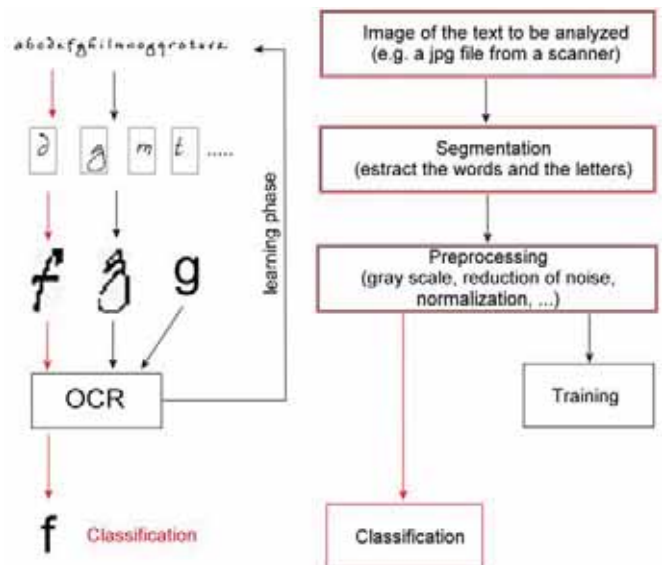 m t .....
g
learning phase
OCR
f Classification
Image of the text to be analyzed
(e.g. a jpg file from a scanner)
Segmentation
(estract the words and the letters)
Preprocessing
(gray scale, reduction of noise,
normalization, ...)
Training
Classification